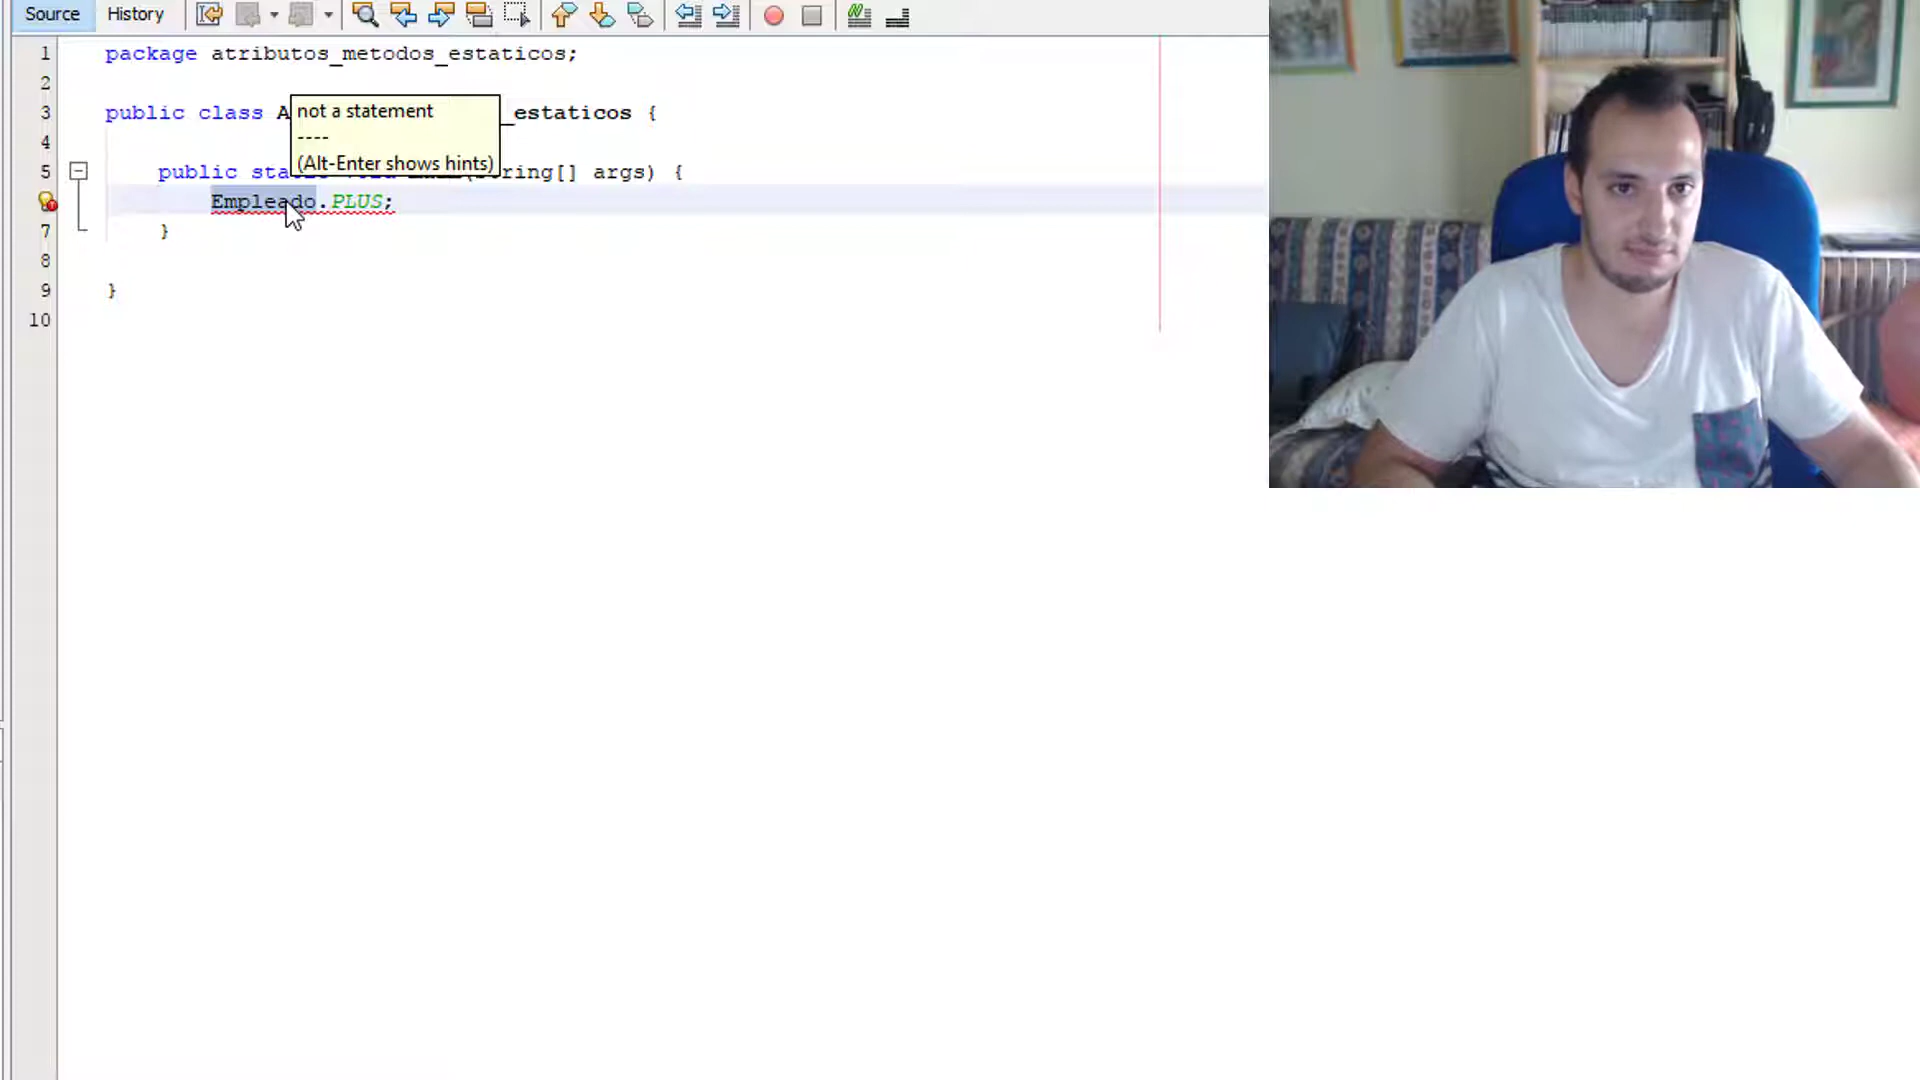 Source History
1 package atributos_metodos_estaticos;
2
3 public class A _estaticos {
not a statement
----
(Alt-Enter shows hints)
4
5 public sta String[] args) {
Empleado.PLUS;
7 }
8
9 }
10